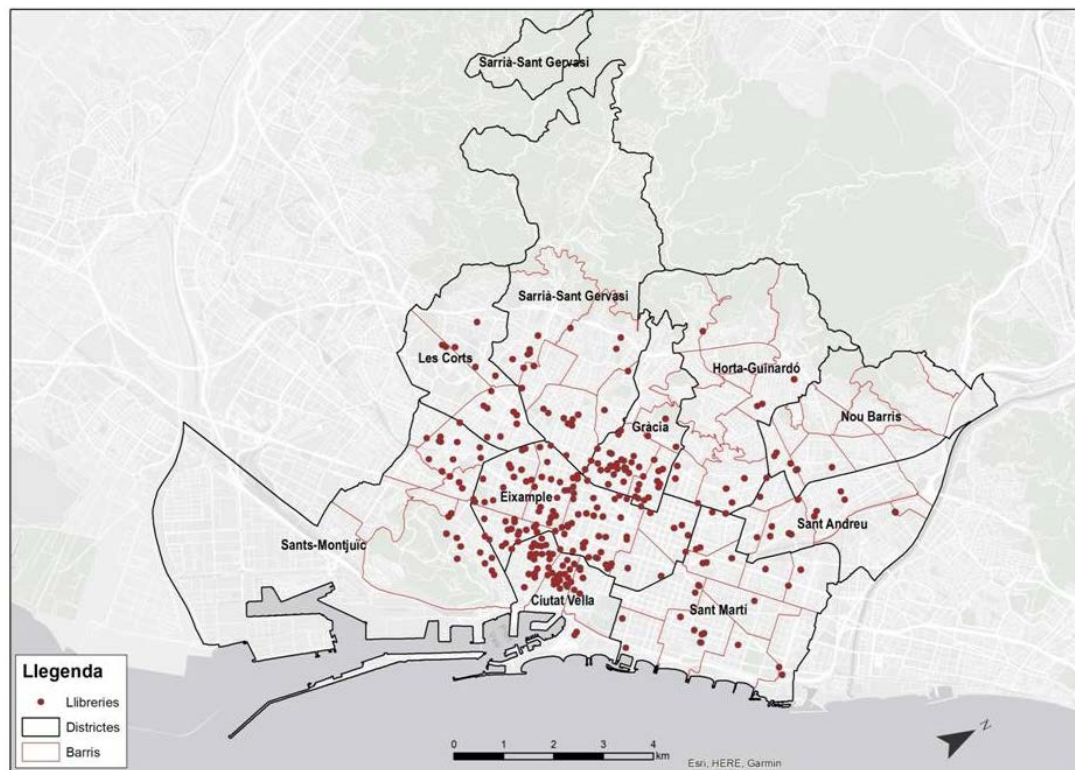 Sarrià-Sant Gervasi
Sarrià-Sant Gervasi
Les Corts
Horta-Guinardó
Nou Barris
Gràcia
Eixample
Sant Andreu
Sants-Montjuïc
Ciutat Vella
Sant Martí
Llegenda
Llibreries
Districtes
Barris
0 1 2 3 4
km
Esri, HERE, Garmin
N